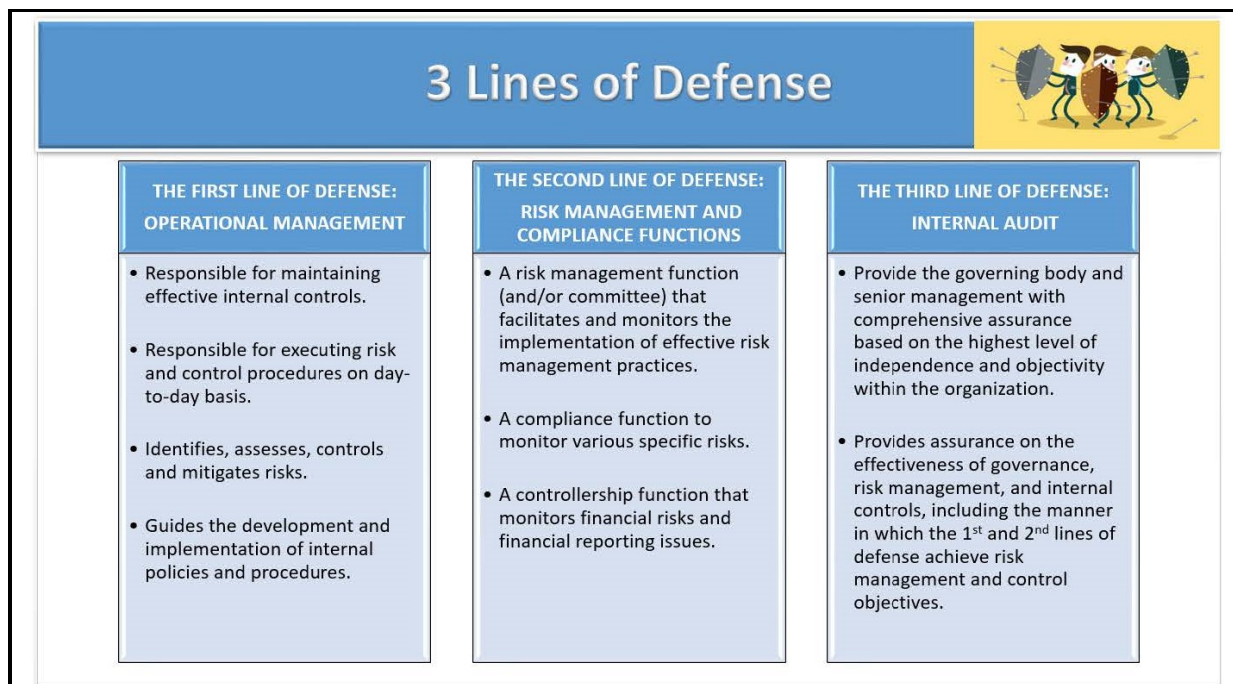 3 Lines of Defense
THE FIRST LINE OF DEFENSE:
OPERATIONAL MANAGEMENT
• Responsible for maintaining
effective internal controls.
• Responsible for executing risk
and control procedures on day-
to-day basis.
• Identifies, assesses, controls
and mitigates risks.
• Guides the development and
implementation of internal
policies and procedures.
THE SECOND LINE OF DEFENSE:
RISK MANAGEMENT AND
COMPLIANCE FUNCTIONS
• A risk management function
(and/or committee) that
facilitates and monitors the
implementation of effective risk
management practices.
• A compliance function to
monitor various specific risks.
• A controllership function that
monitors financial risks and
financial reporting issues.
THE THIRD LINE OF DEFENSE:
INTERNAL AUDIT
• Provide the governing body and
senior management with
comprehensive assurance
based on the highest level of
independence and objectivity
within the organization.
• Provides assurance on the
effectiveness of governance,
risk management, and internal
controls, including the manner
in which the 1st and 2nd lines of
defense achieve risk
management and control
objectives.